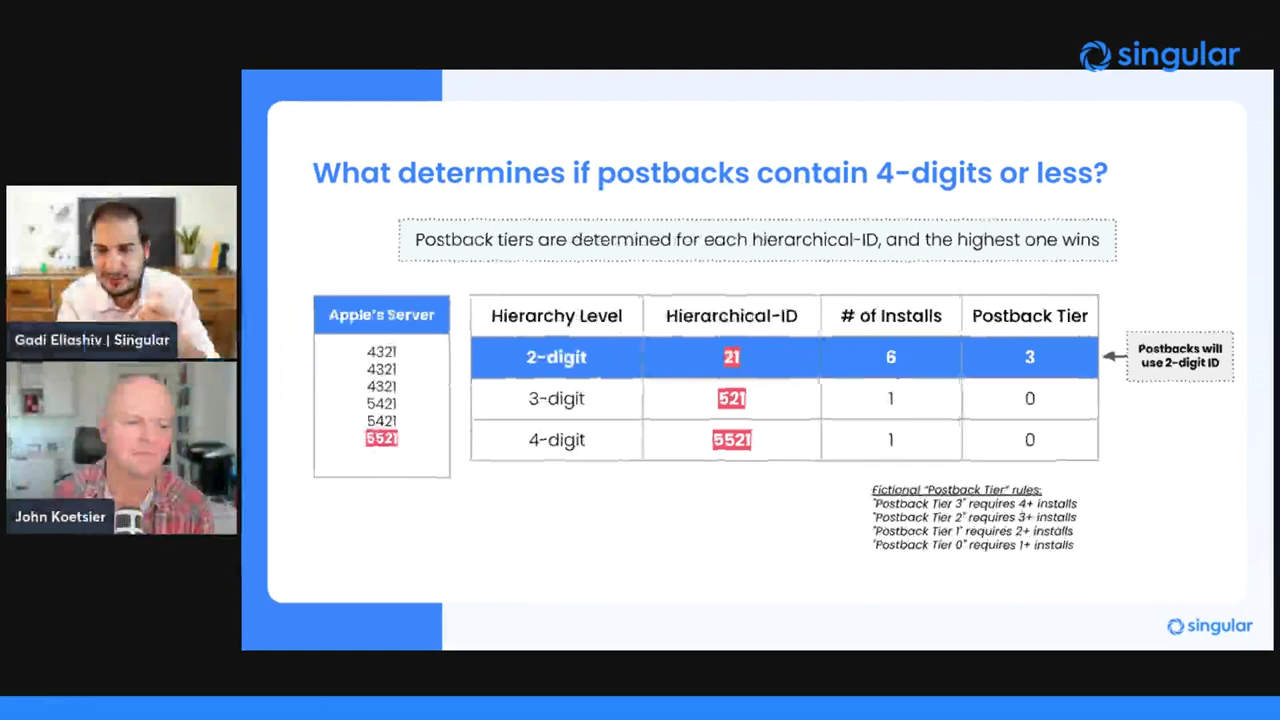 singular
What determines if postbacks contain 4-digits or less?
Postback tiers are determined for each hierarchical-ID, and the highest one wins
Apple's Server
4321
4321
4321
5421
5421
5521
Hierarchy Level Hierarchical-ID # of Installs Postback Tier
2-digit 21 6 3
3-digit 521 1 0
4-digit 5521 1 0
Postbacks will
use 2-digit ID
Fictional "Postback Tier" rules:
"Postback Tier 3" requires 4+ installs
"Postback Tier 2" requires 3+ installs
"Postback Tier 1" requires 2+ installs
"Postback Tier 0" requires 1+ installs
Gadi Eliashiv | Singular
John Koetsier
singular